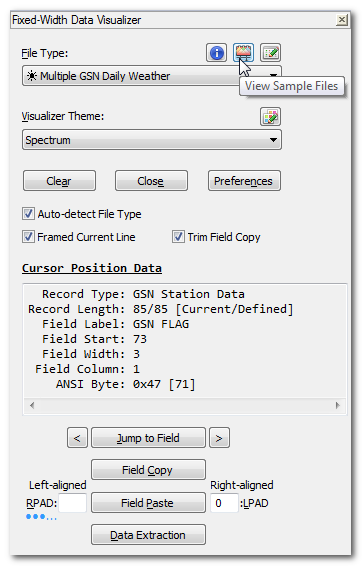 Fixed-Width Data Visualizer
File Type:
Multiple GSN Daily Weather
View Sample Files
Visualizer Theme:
Spectrum
Clear Close Preferences
Auto-detect File Type
Framed Current Line Trim Field Copy
Cursor Position Data
Record Type: GSN Station Data
Record Length: 85/85 [Current/Defined]
Field Label: GSN FLAG
Field Start: 73
Field Width: 3
Field Column: 1
ANSI Byte: 0x47 [71]
< Jump to Field >
Field Copy
Left-aligned Right-aligned
RPAD: Field Paste 0 :LPAD
Data Extraction